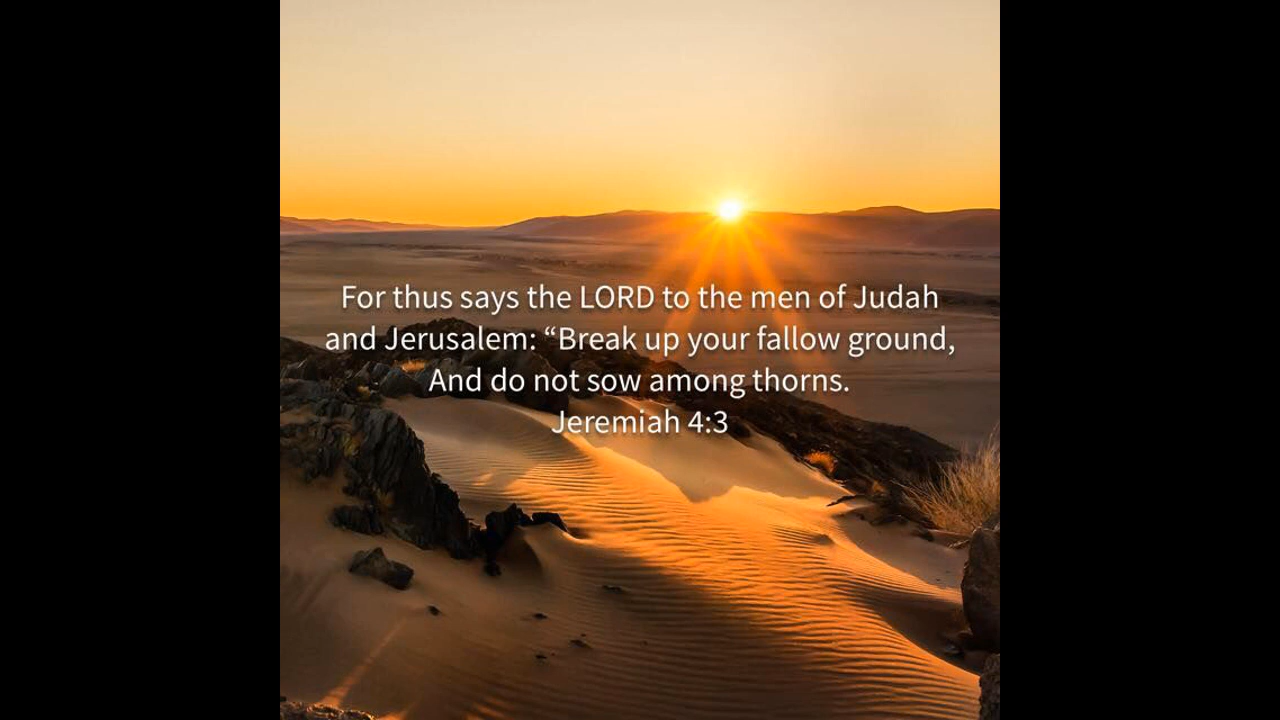 For thus says the LORD to the men of Judah
and Jerusalem: “Break up your fallow ground,
And do not sow among thorns.
Jeremiah 4:3